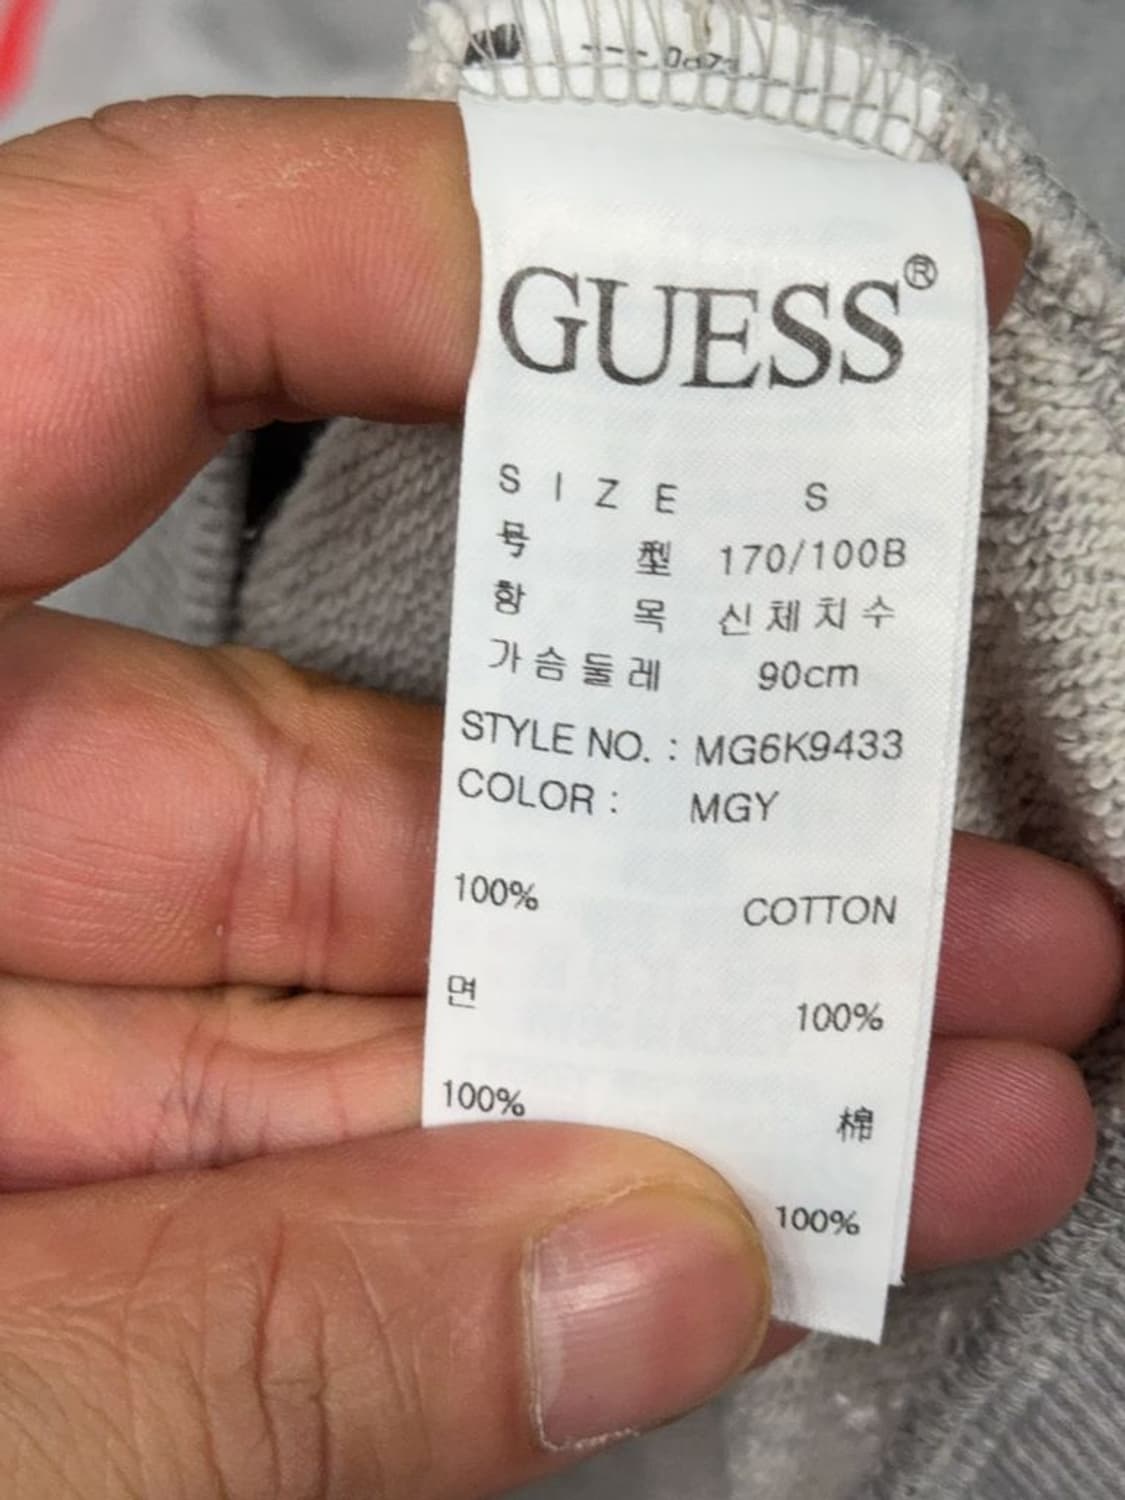 GUESS®
SIZE S
号 型 170/100B
항 목 신체치수
가슴둘레 90cm
STYLE NO. : MG6K9433
COLOR : MGY
100% COTTON
면 100%
100% 棉
100%